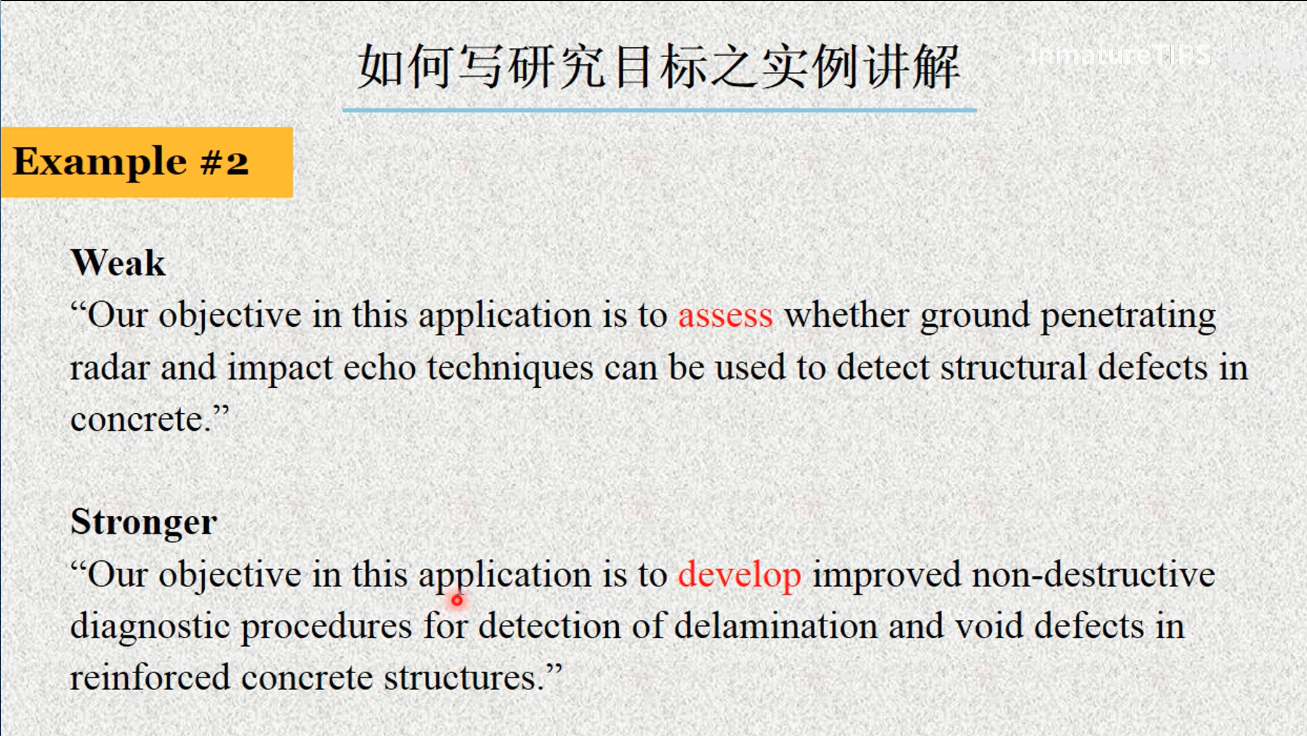 如何写研究目标之实例讲解
Example #2
Weak
“Our objective in this application is to assess whether ground penetrating
radar and impact echo techniques can be used to detect structural defects in
concrete.”
Stronger
“Our objective in this application is to develop improved non-destructive
diagnostic procedures for detection of delamination and void defects in
reinforced concrete structures.”